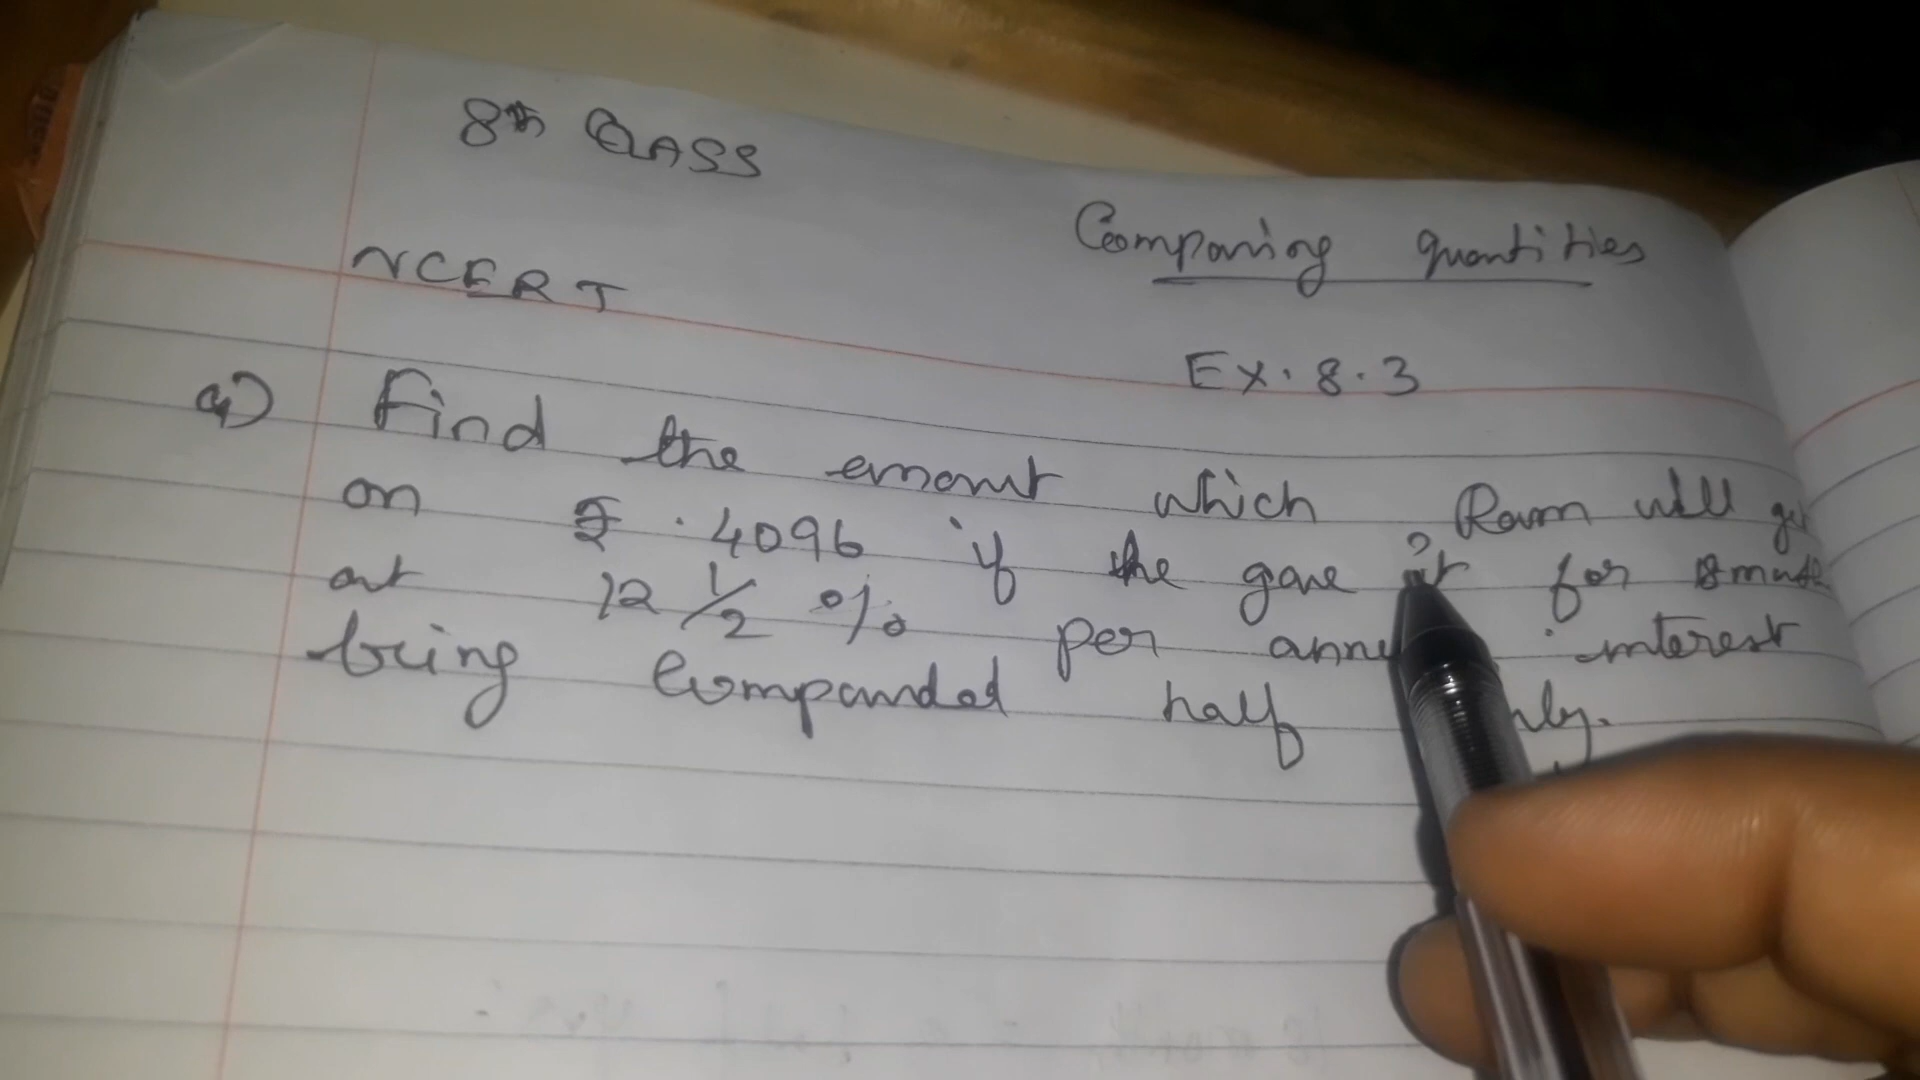 8th CLASS
NCERT
Comparing quantities
Ex. 8.3
9) Find the amount which Ram will get
on ₹. 4096 if he gave it for 18 months
at 12 1/2 % per annum interest
being compounded half